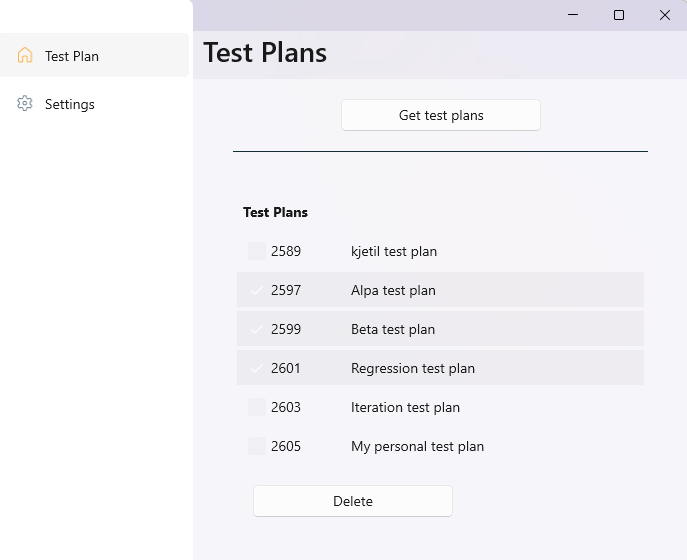 Test Plan
Settings
Test Plans
Get test plans
Test Plans
2589 kjetil test plan
2597 Alpa test plan
2599 Beta test plan
2601 Regression test plan
2603 Iteration test plan
2605 My personal test plan
Delete